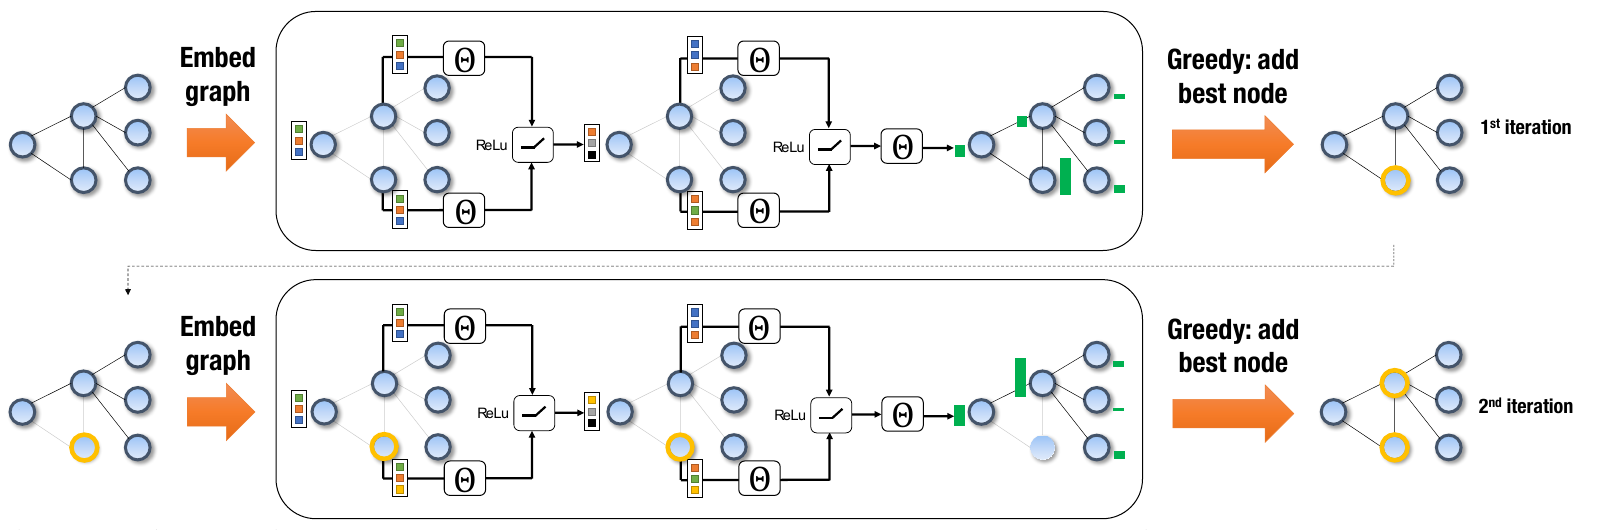 Embed
graph
Θ
Θ
ReLu
Θ
Θ
ReLu
Θ
Greedy: add
best node
1st iteration
Embed
graph
Θ
Θ
ReLu
Θ
Θ
ReLu
Θ
Greedy: add
best node
2nd iteration